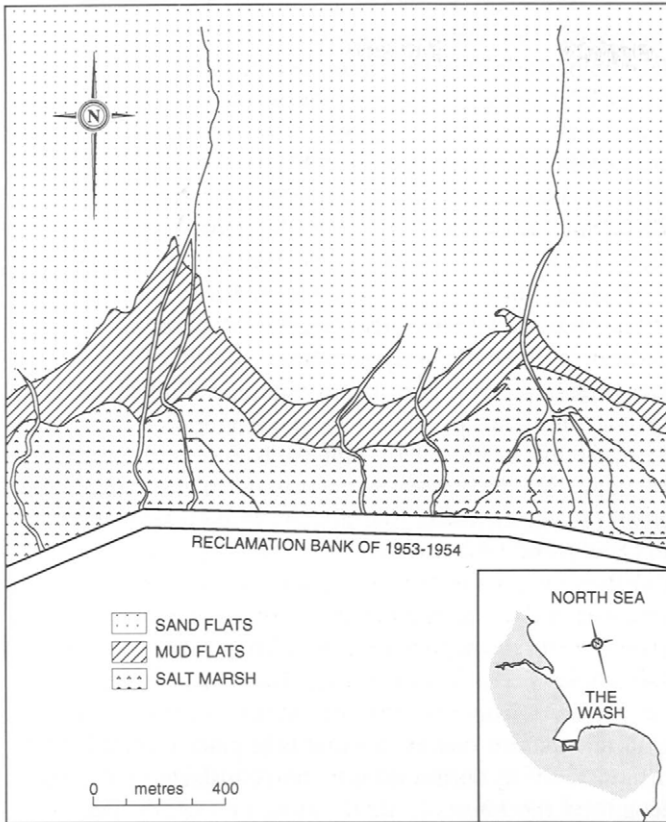 N
RECLAMATION BANK OF 1953-1954
SAND FLATS
MUD FLATS
SALT MARSH
0 metres 400
NORTH SEA
N
THE
WASH